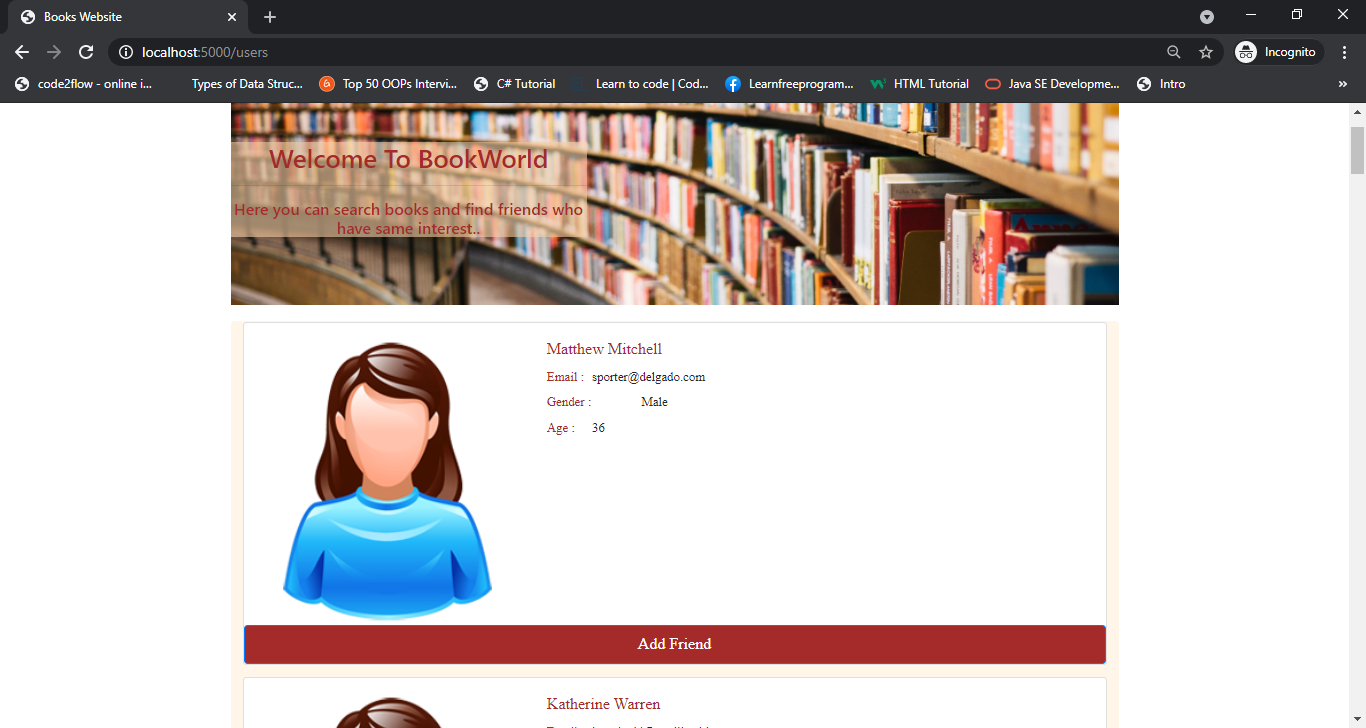 Books Website
localhost:5000/users
Incognito
code2flow - online i...
Types of Data Struc...
Top 50 OOPs Intervi...
C# Tutorial
Learn to code | Cod...
Learnfreeprogram...
HTML Tutorial
Java SE Developme...
Intro
»
Welcome To BookWorld
Here you can search books and find friends who
have same interest..
Matthew Mitchell
Email : sporter@delgado.com
Gender : Male
Age : 36
Add Friend
Katherine Warren